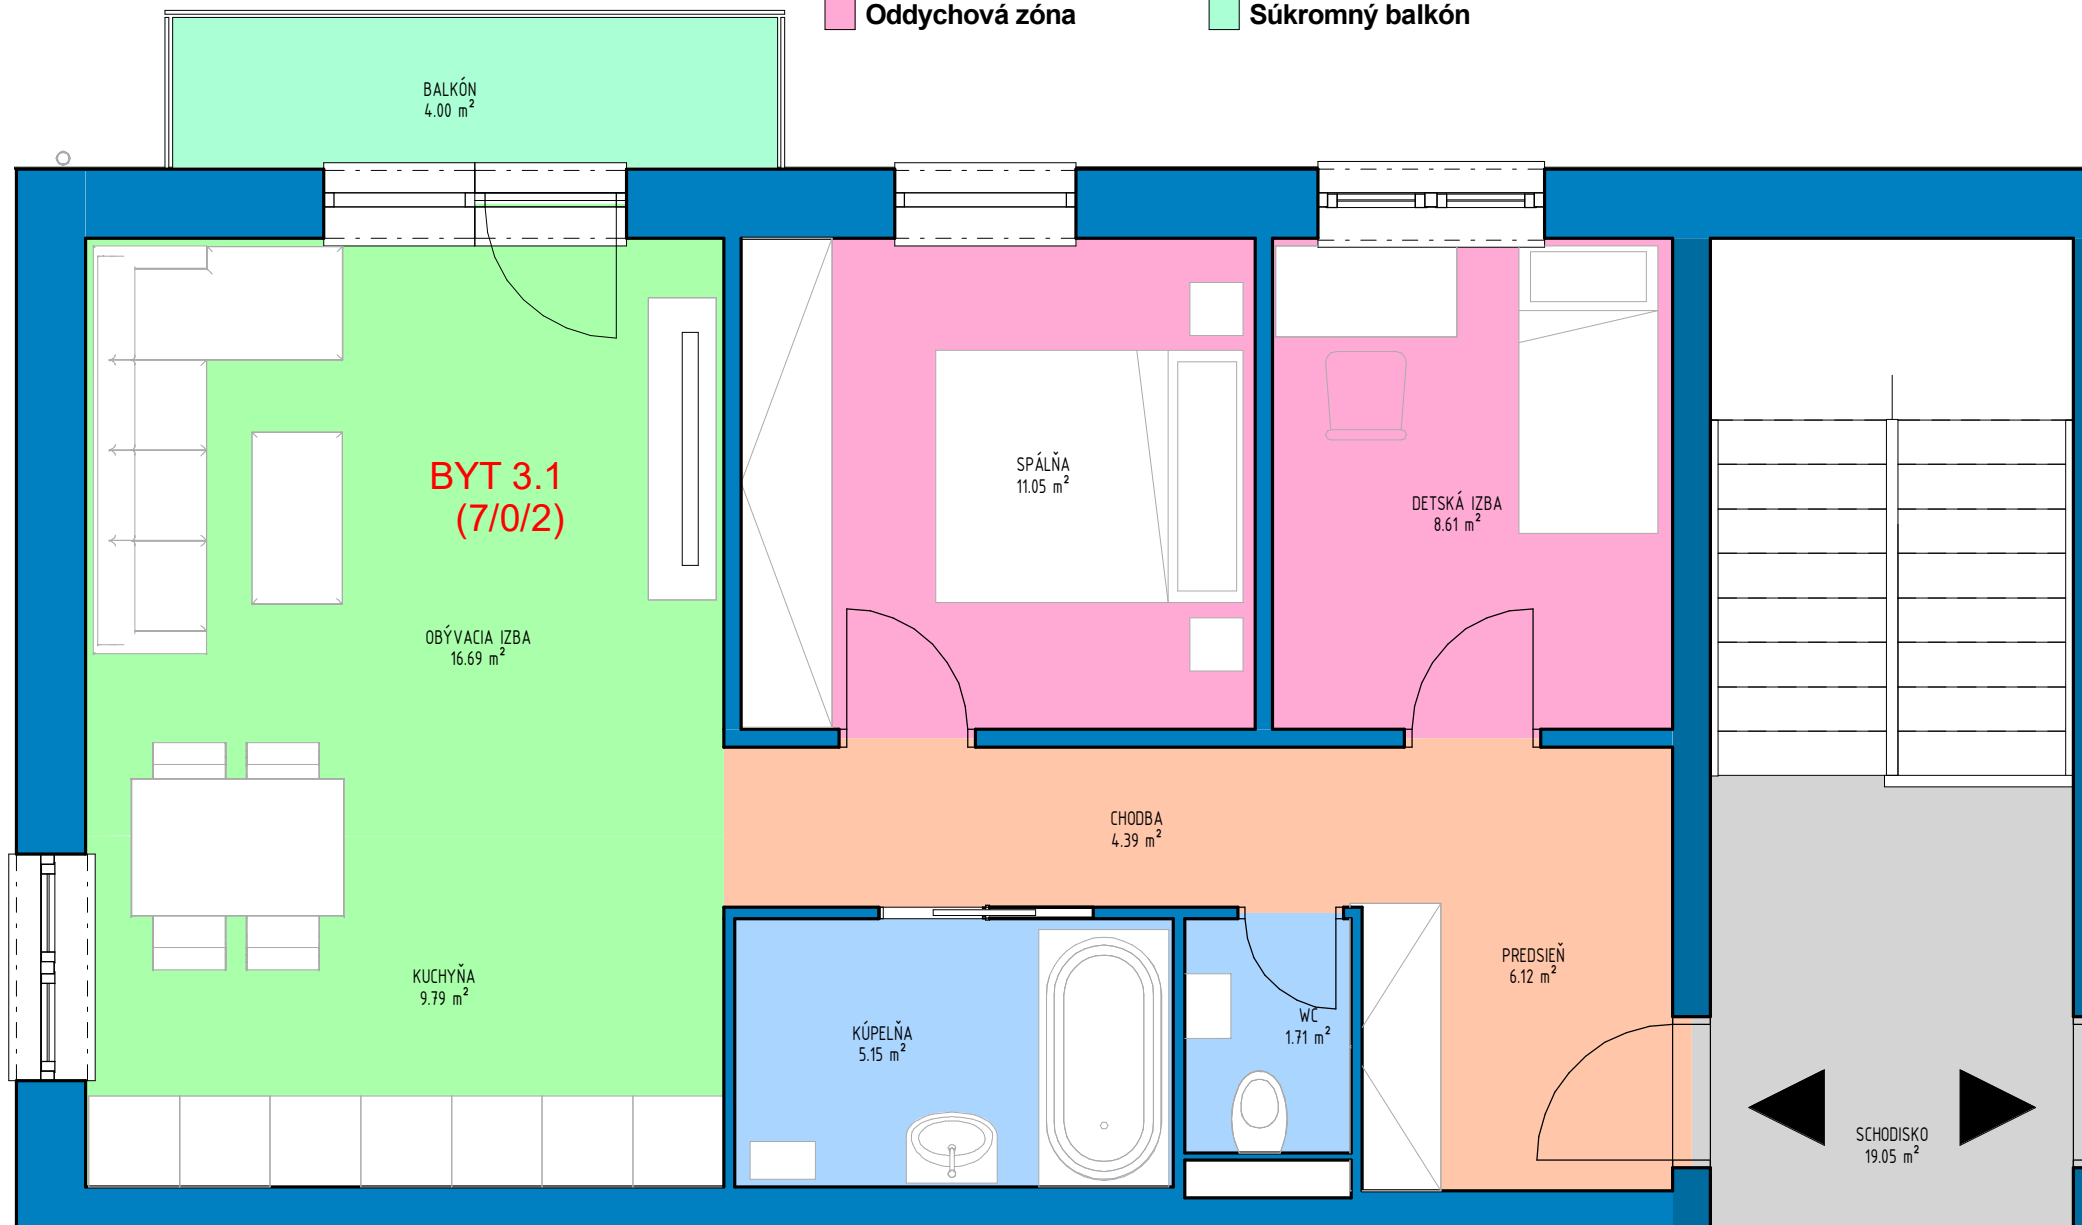 Oddychová zóna
Súkromný balkón
BALKÓN
4.00 m²
BYT 3.1
(7/0/2)
SPÁLŇA
11.05 m²
DETSKÁ IZBA
8.61 m²
OBÝVACIA IZBA
16.69 m²
CHODBA
4.39 m²
KUCHYŇA
9.79 m²
KÚPELŇA
5.15 m²
WC
1.71 m²
PREDSIEŇ
6.12 m²
SCHODISKO
19.05 m²